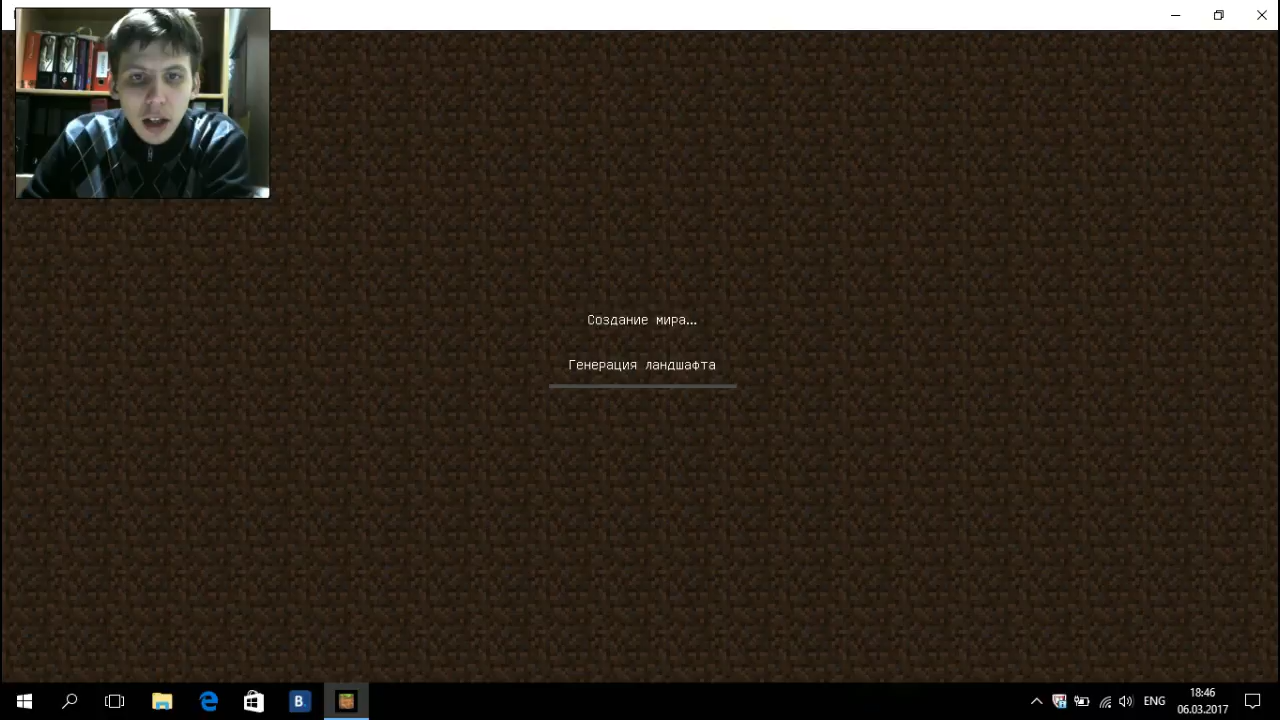 Создание мира...
Генерация ландшафта
B.
ENG
18:46
06.03.2017